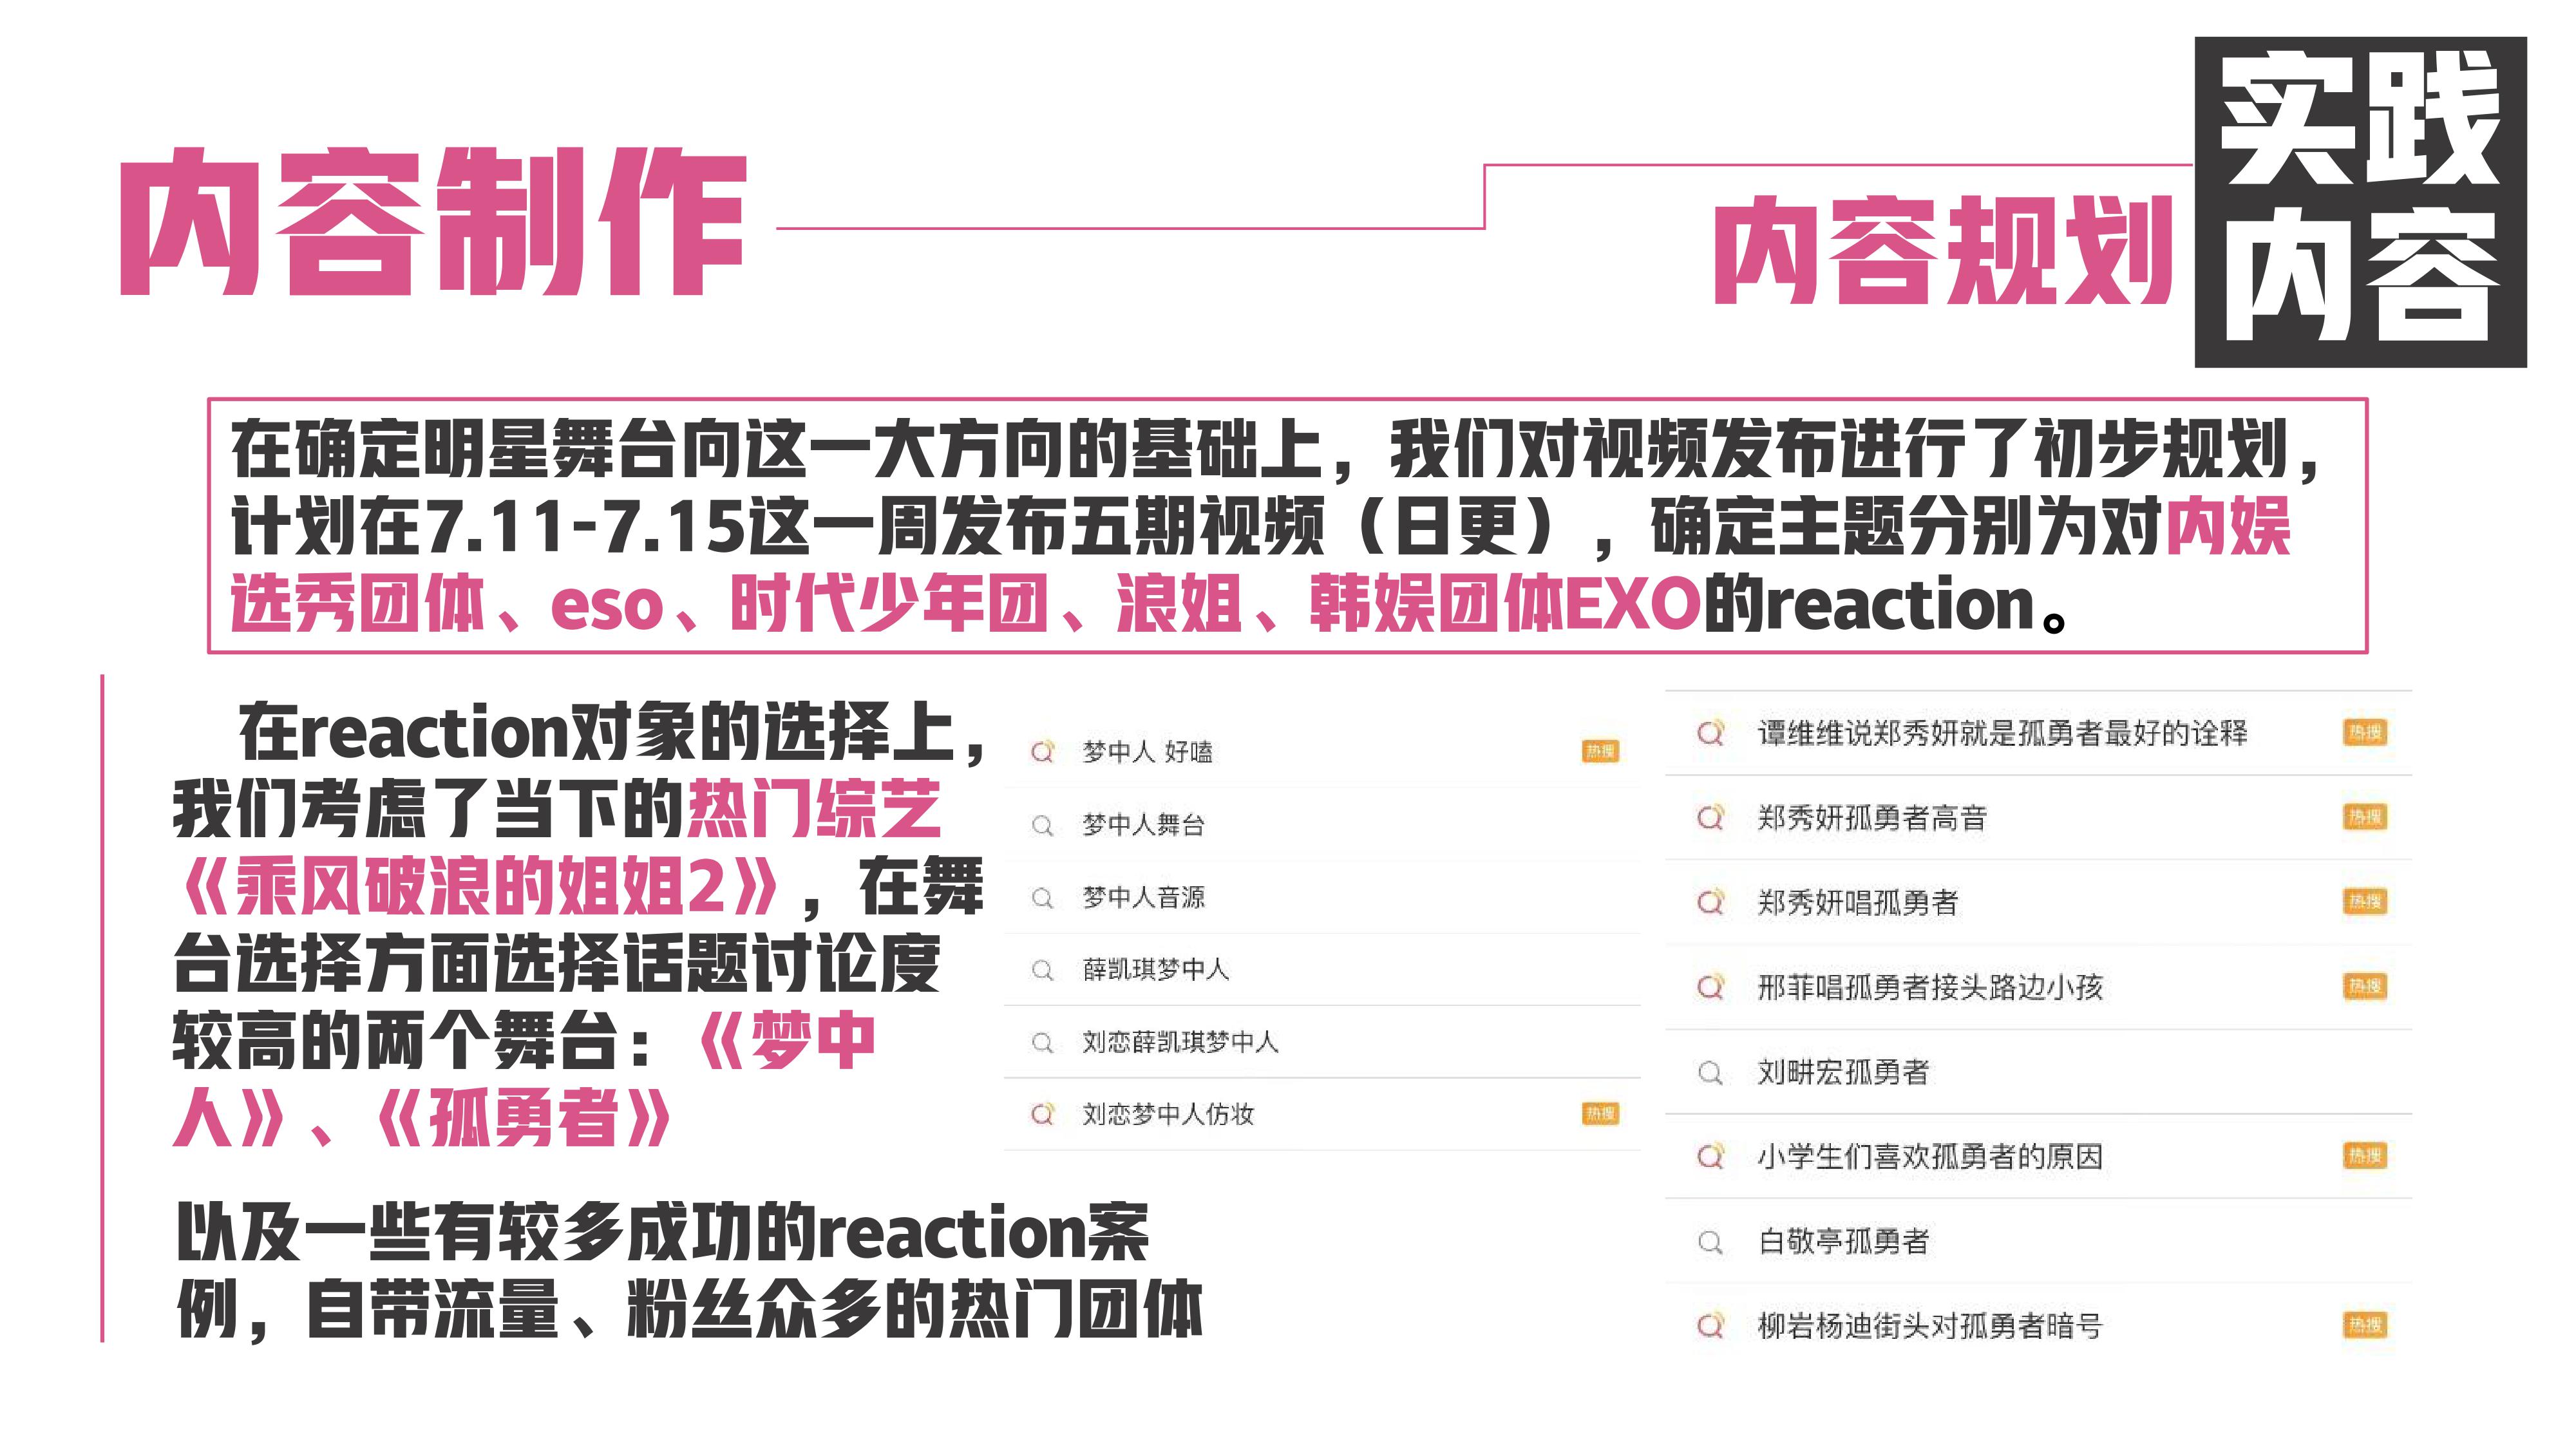 内容制作
内容规划
实践
内容
在确定明星舞台向这一大方向的基础上，我们对视频发布进行了初步规划，
计划在7.11-7.15这一周发布五期视频（日更），确定主题分别为对内娱
选秀团体、eso、时代少年团、浪姐、韩娱团体EXO的reaction。
在reaction对象的选择上，
我们考虑了当下的热门综艺
《乘风破浪的姐姐2》，在舞
台选择方面选择话题讨论度
较高的两个舞台：《梦中
人》、《孤勇者》
以及一些有较多成功的reaction案
例，自带流量、粉丝众多的热门团体
梦中人 好嗑 热搜
梦中人舞台
梦中人音源
薛凯琪梦中人
刘恋薛凯琪梦中人
刘恋梦中人仿妆 热搜
谭维维说郑秀妍就是孤勇者最好的诠释 热搜
郑秀妍孤勇者高音 热搜
郑秀妍唱孤勇者 热搜
邢菲唱孤勇者接头路边小孩 热搜
刘畊宏孤勇者
小学生们喜欢孤勇者的原因 热搜
白敬亭孤勇者
柳岩杨迪街头对孤勇者暗号 热搜